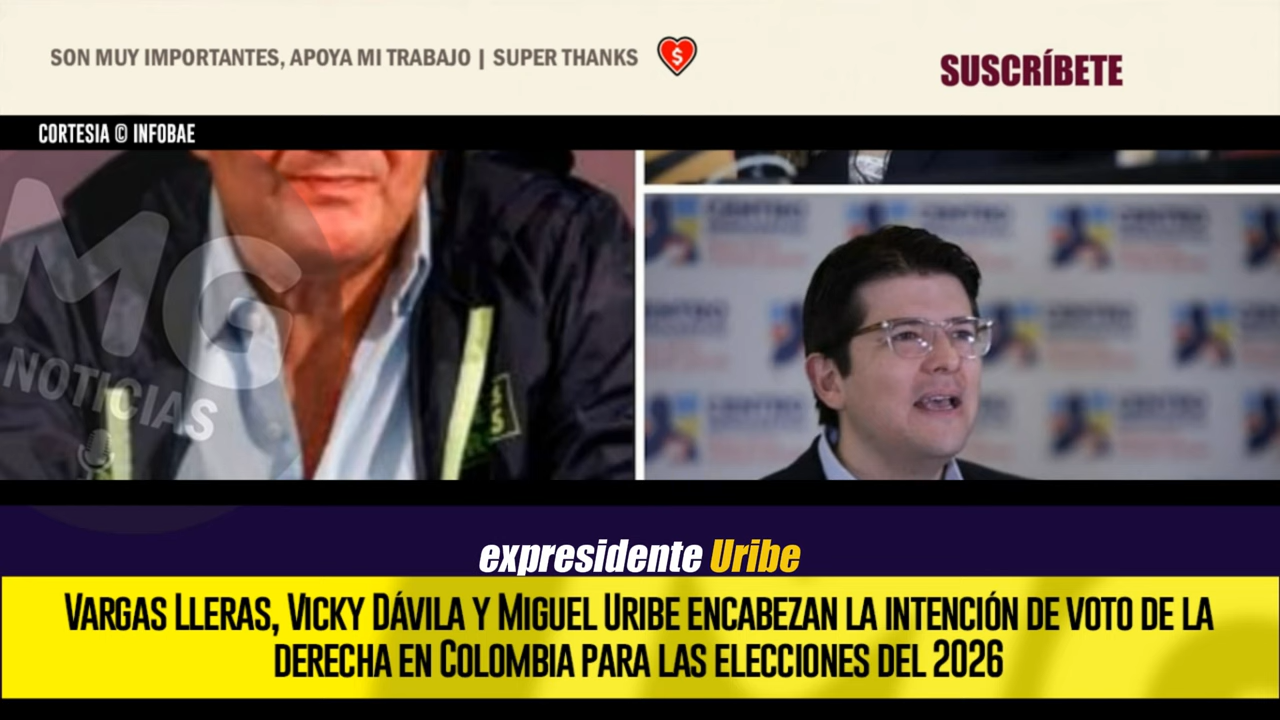 SON MUY IMPORTANTES, APOYA MI TRABAJO | SUPER THANKS $
SUSCRÍBETE
CORTESIA © INFOBAE
MG
NOTICIAS
CENTRO
expresidente Uribe
VARGAS LLERAS, VICKY DÁVILA Y MIGUEL URIBE ENCABEZAN LA INTENCIÓN DE VOTO DE LA
DERECHA EN COLOMBIA PARA LAS ELECCIONES DEL 2026